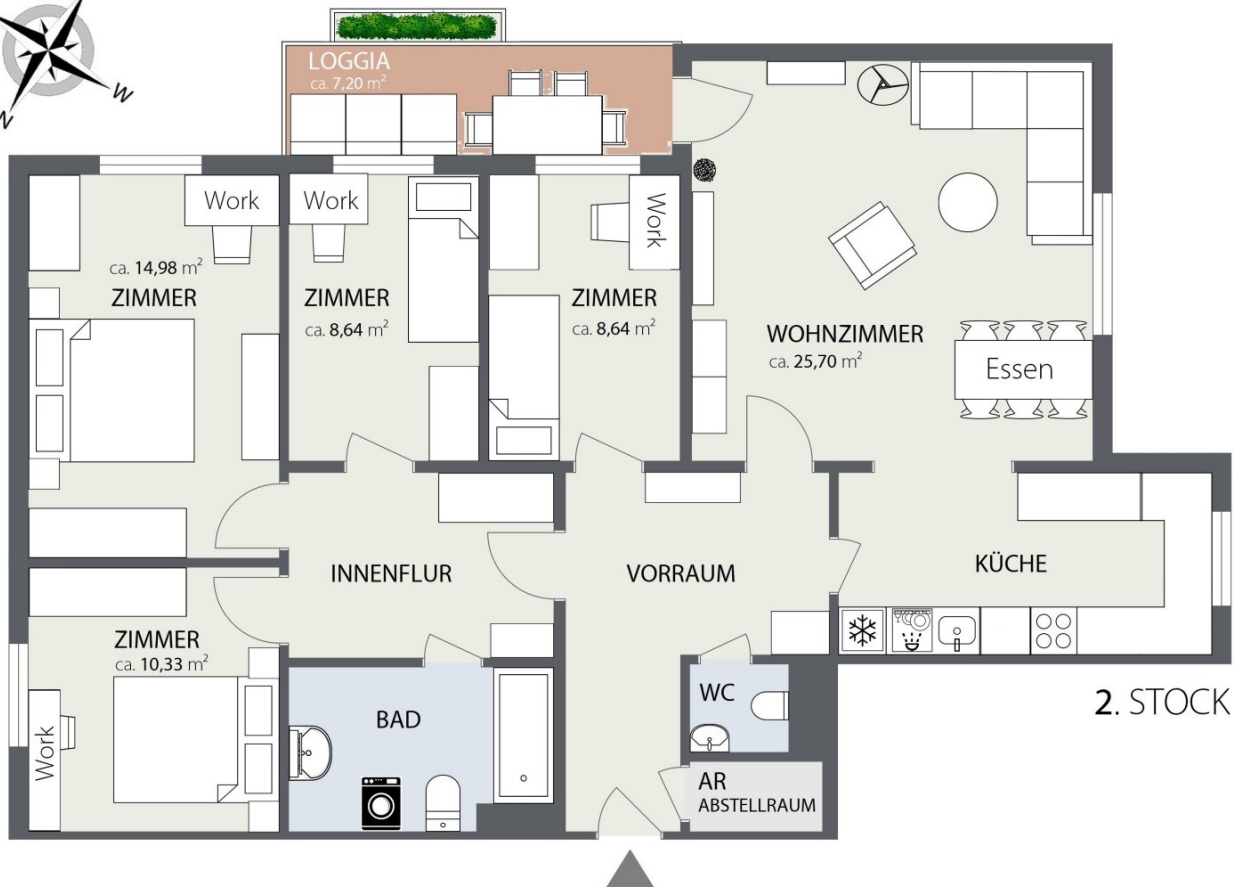 W
N
LOGGIA
ca. 7,20 m²
Work
Work
Work
ca. 14,98 m²
ZIMMER
ZIMMER
ca. 8,64 m²
ZIMMER
ca. 8,64 m²
WOHNZIMMER
ca. 25,70 m²
Essen
INNENFLUR
VORRAUM
KÜCHE
ZIMMER
ca. 10,33 m²
Work
BAD
WC
AR
ABSTELLRAUM
2. STOCK